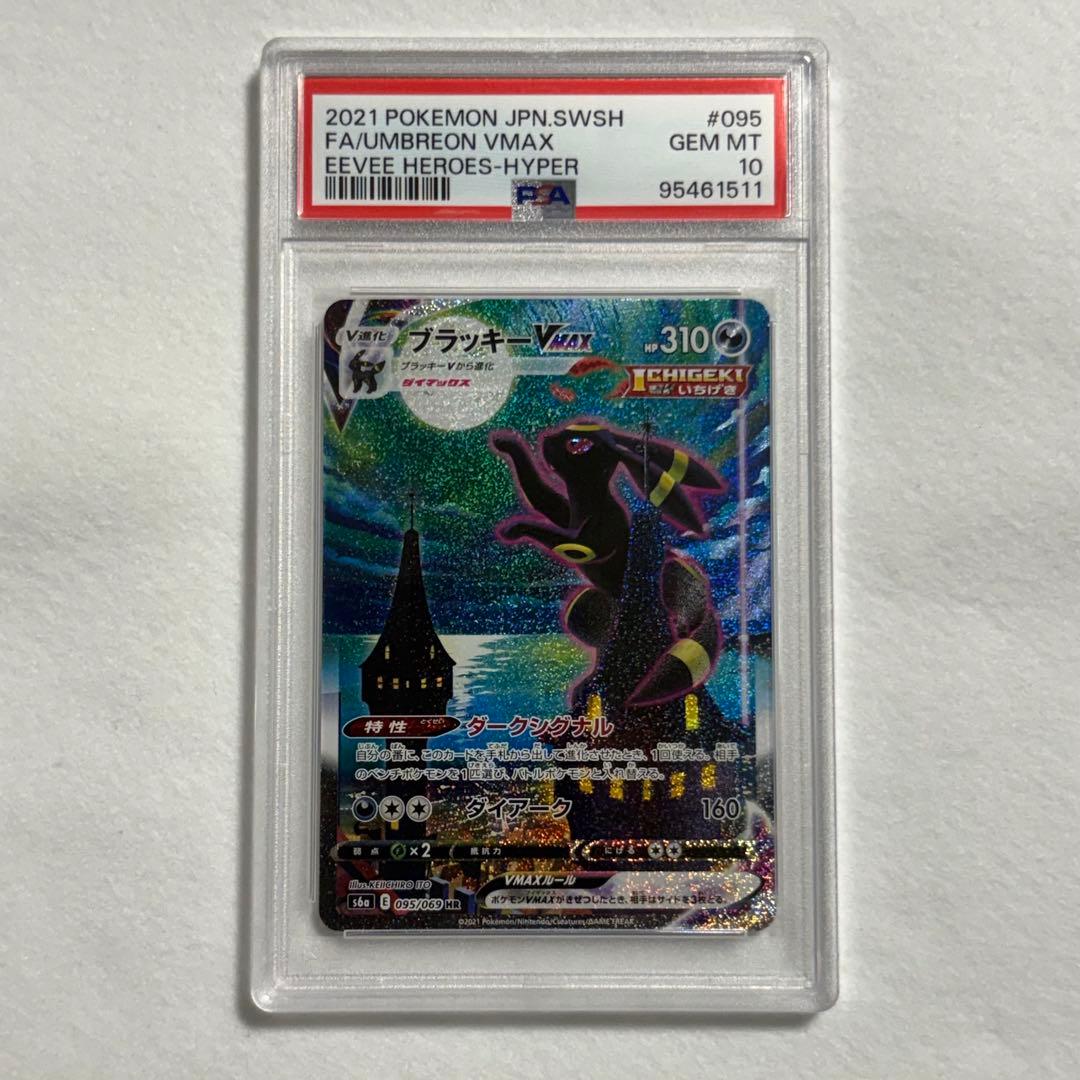 2021 POKEMON JPN.SWSH #095
FA/UMBREON VMAX GEM MT
EEVEE HEROES-HYPER 10
95461511
PSA
V進化
ブラッキーVMAX
HP310
ブラッキーVから進化
ダイマックス
ICHIGEKI
いちげき
特性 とくせい ダークシグナル
自分の番に、このカードを手札から出して進化させたとき、1回使える。相手
のベンチポケモンを1匹選び、バトルポケモンと入れ替える。
ダイアーク 160
弱点 ×2 抵抗力 にげる
VMAXルール
ポケモンVMAXがきぜつしたとき、相手はサイドを3枚とる。
illus. KEIICHIRO ITO
s6a E 095/069 HR
©2021 Pokémon/Nintendo/Creatures/GAME FREAK